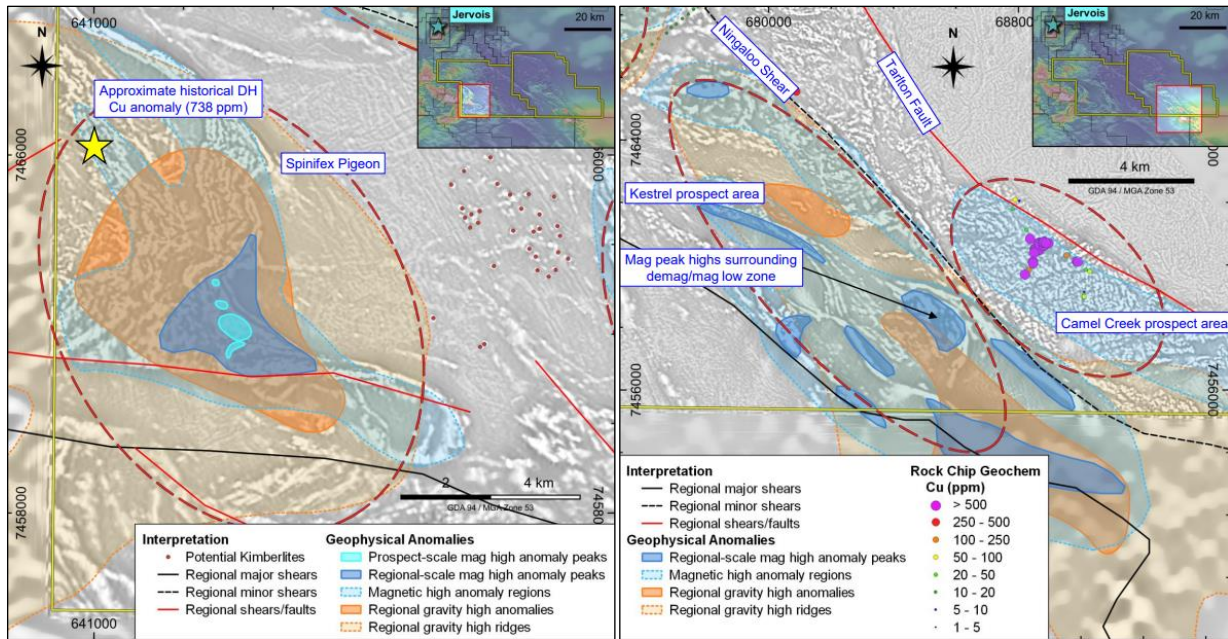 641000
Jervois
20 km
N
Approximate historical DH
Cu anomaly (738 ppm)
Spinifex Pigeon
7466000
7458000
7458000
2
4 km
GDA 94 / MGA Zone 53
Interpretation
Potential Kimberlites
Regional major shears
Regional minor shears
Regional shears/faults
Geophysical Anomalies
Prospect-scale mag high anomaly peaks
Regional-scale mag high anomaly peaks
Magnetic high anomaly regions
Regional gravity high anomalies
Regional gravity high ridges
641000
680000
68800
Jervois
20 km
Ningaloo Shear
Tarlton Fault
N
7464000
4 km
GDA 94 / MGA Zone 53
Kestrel prospect area
Mag peak highs surrounding
demag/mag low zone
Camel Creek prospect area
7456000
7456000
Interpretation
Regional major shears
Regional minor shears
Regional shears/faults
Geophysical Anomalies
Regional-scale mag high anomaly peaks
Magnetic high anomaly regions
Regional gravity high anomalies
Regional gravity high ridges
Rock Chip Geochem
Cu (ppm)
> 500
250 - 500
100 - 250
50 - 100
20 - 50
10 - 20
5 - 10
1 - 5
680000